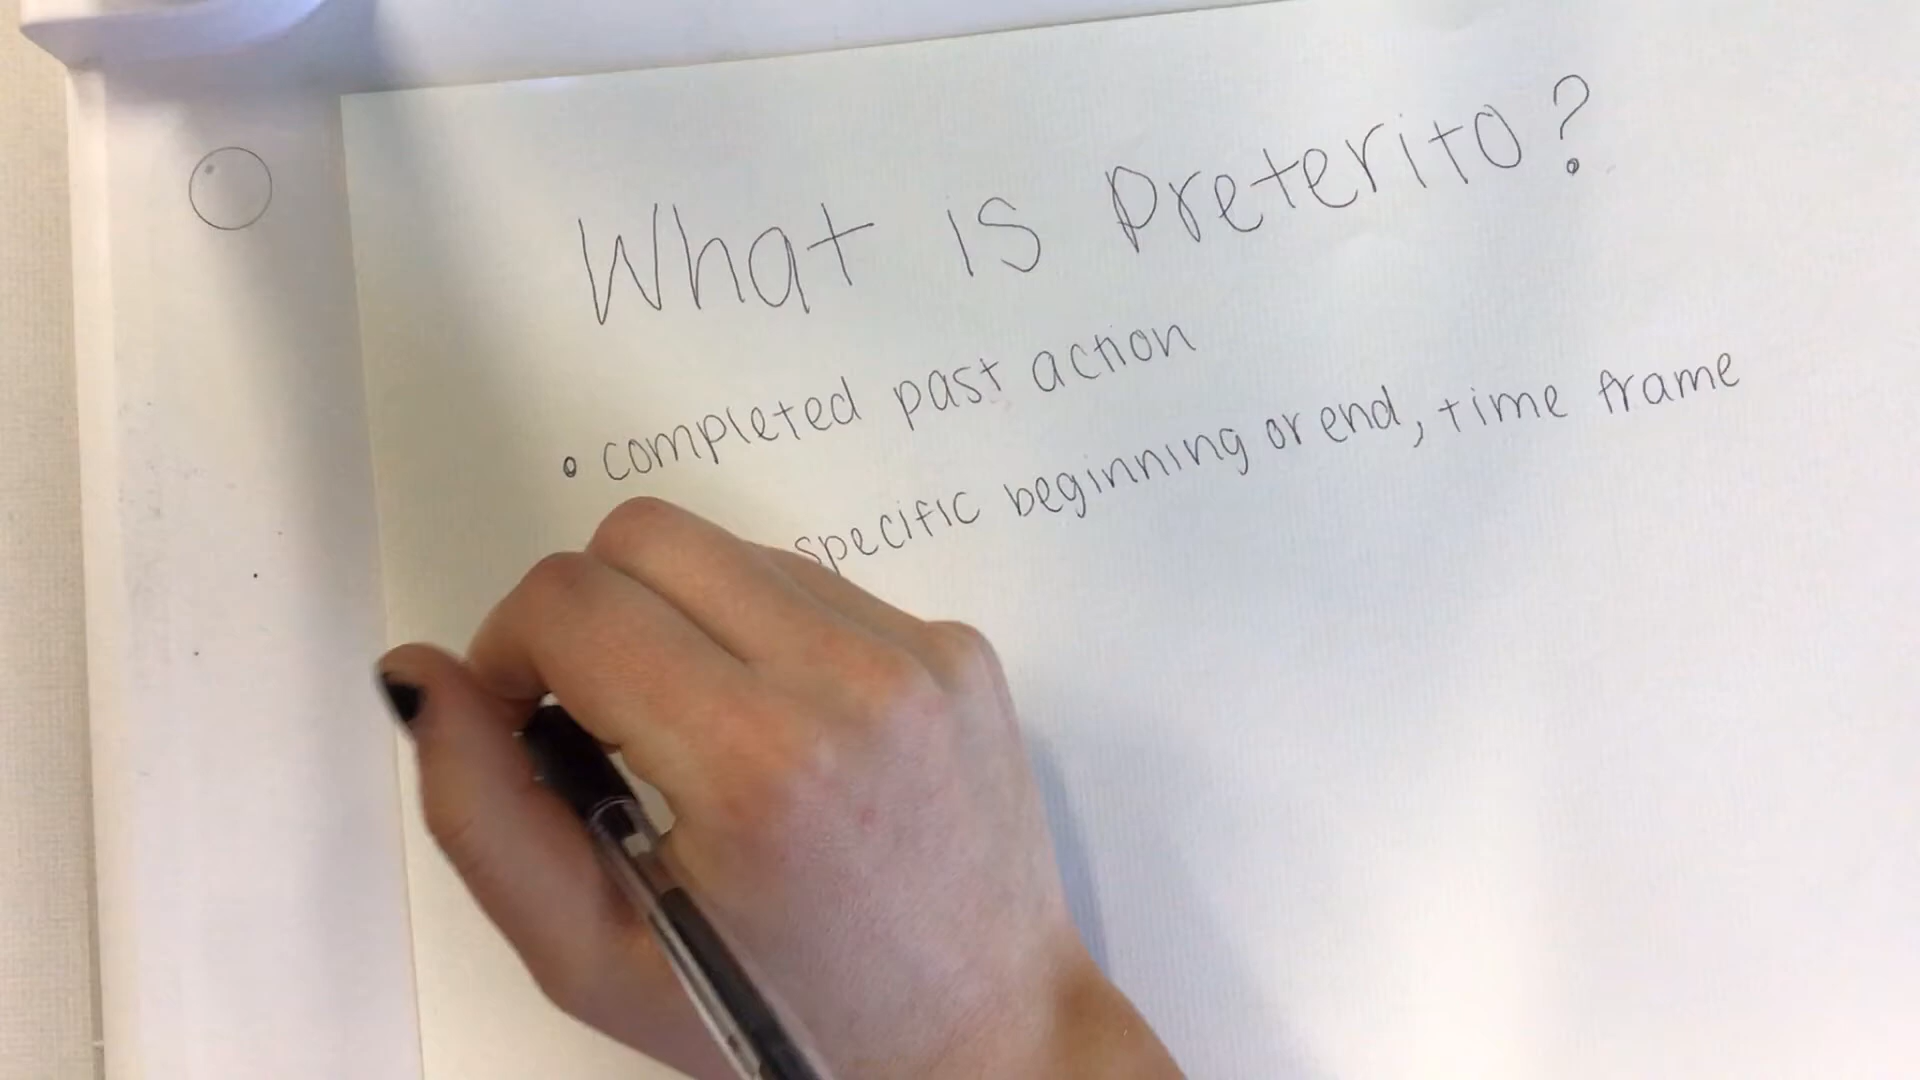 What is Preterito?
• completed past action
specific beginning or end, time frame